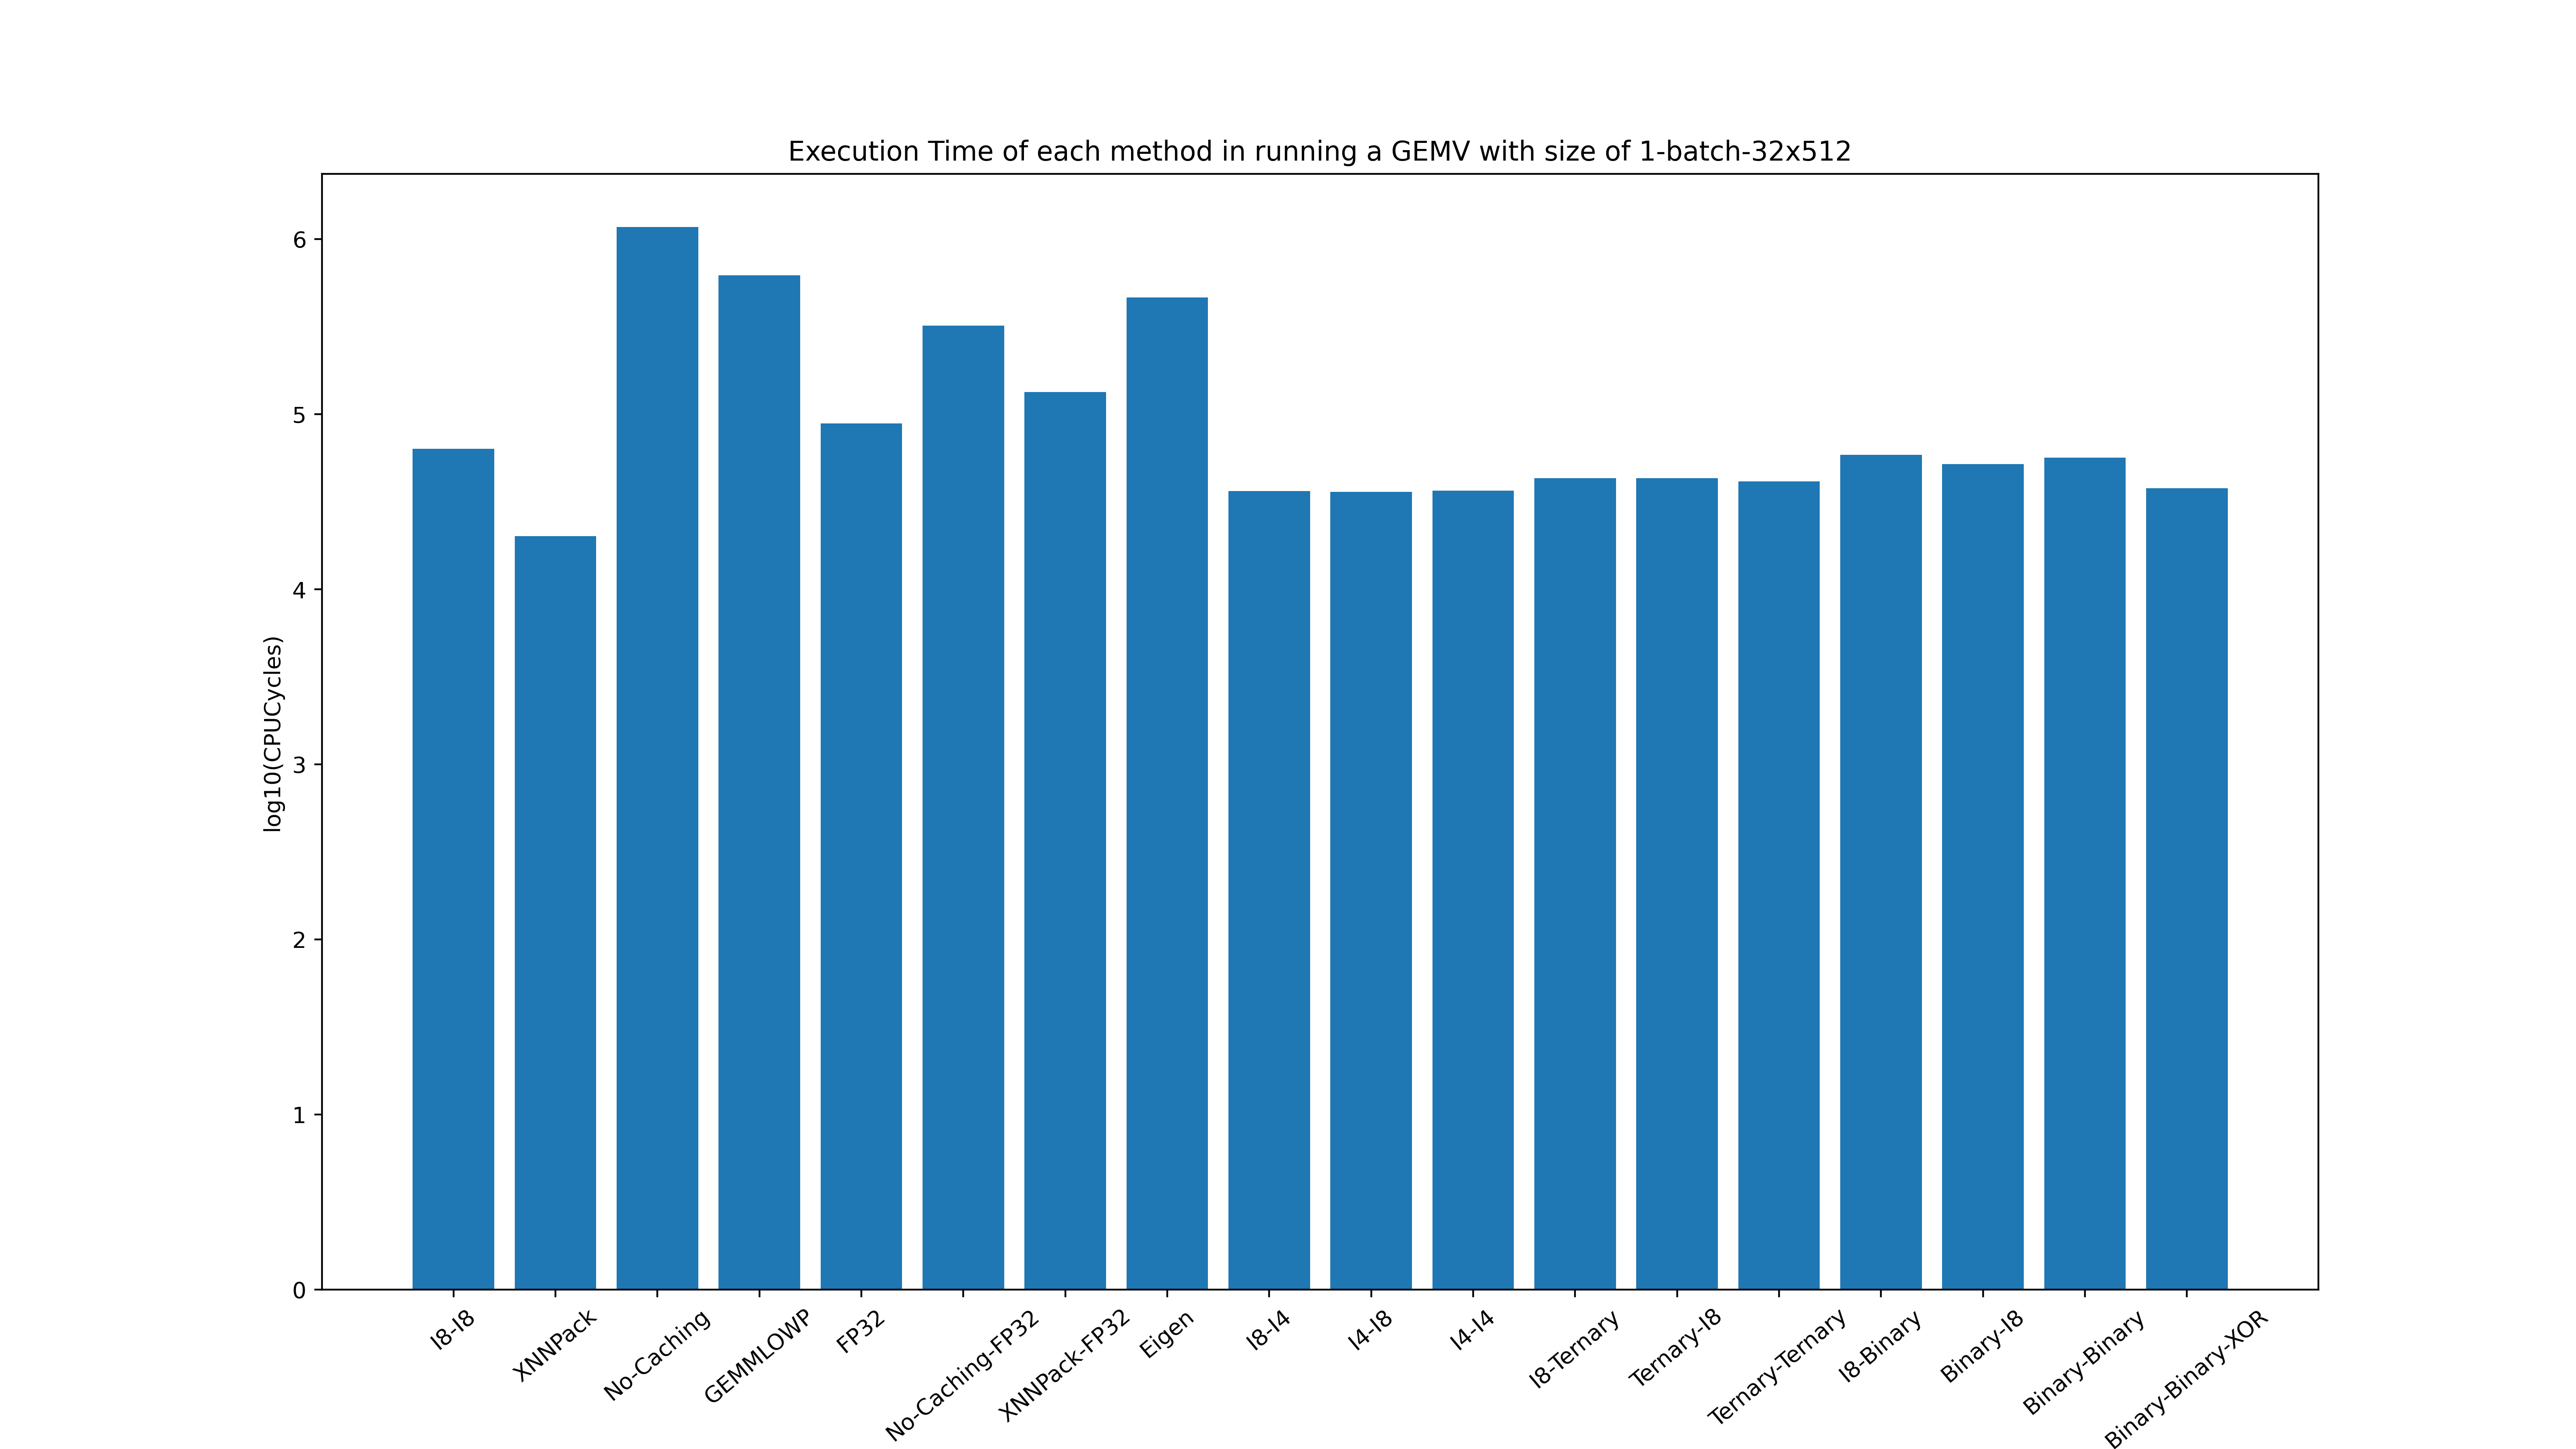 Execution Time of each method in running a GEMV with size of 1-batch-32x512
log10(CPUCycles)
6
5
4
3
2
1
0
I8-I8
XNNPack
No-Caching
GEMMLOWP
FP32
No-Caching-FP32
XNNPack-FP32
Eigen
I8-I4
I4-I8
I4-I4
I8-Ternary
Ternary-I8
Ternary-Ternary
I8-Binary
Binary-I8
Binary-Binary
Binary-Binary-XOR